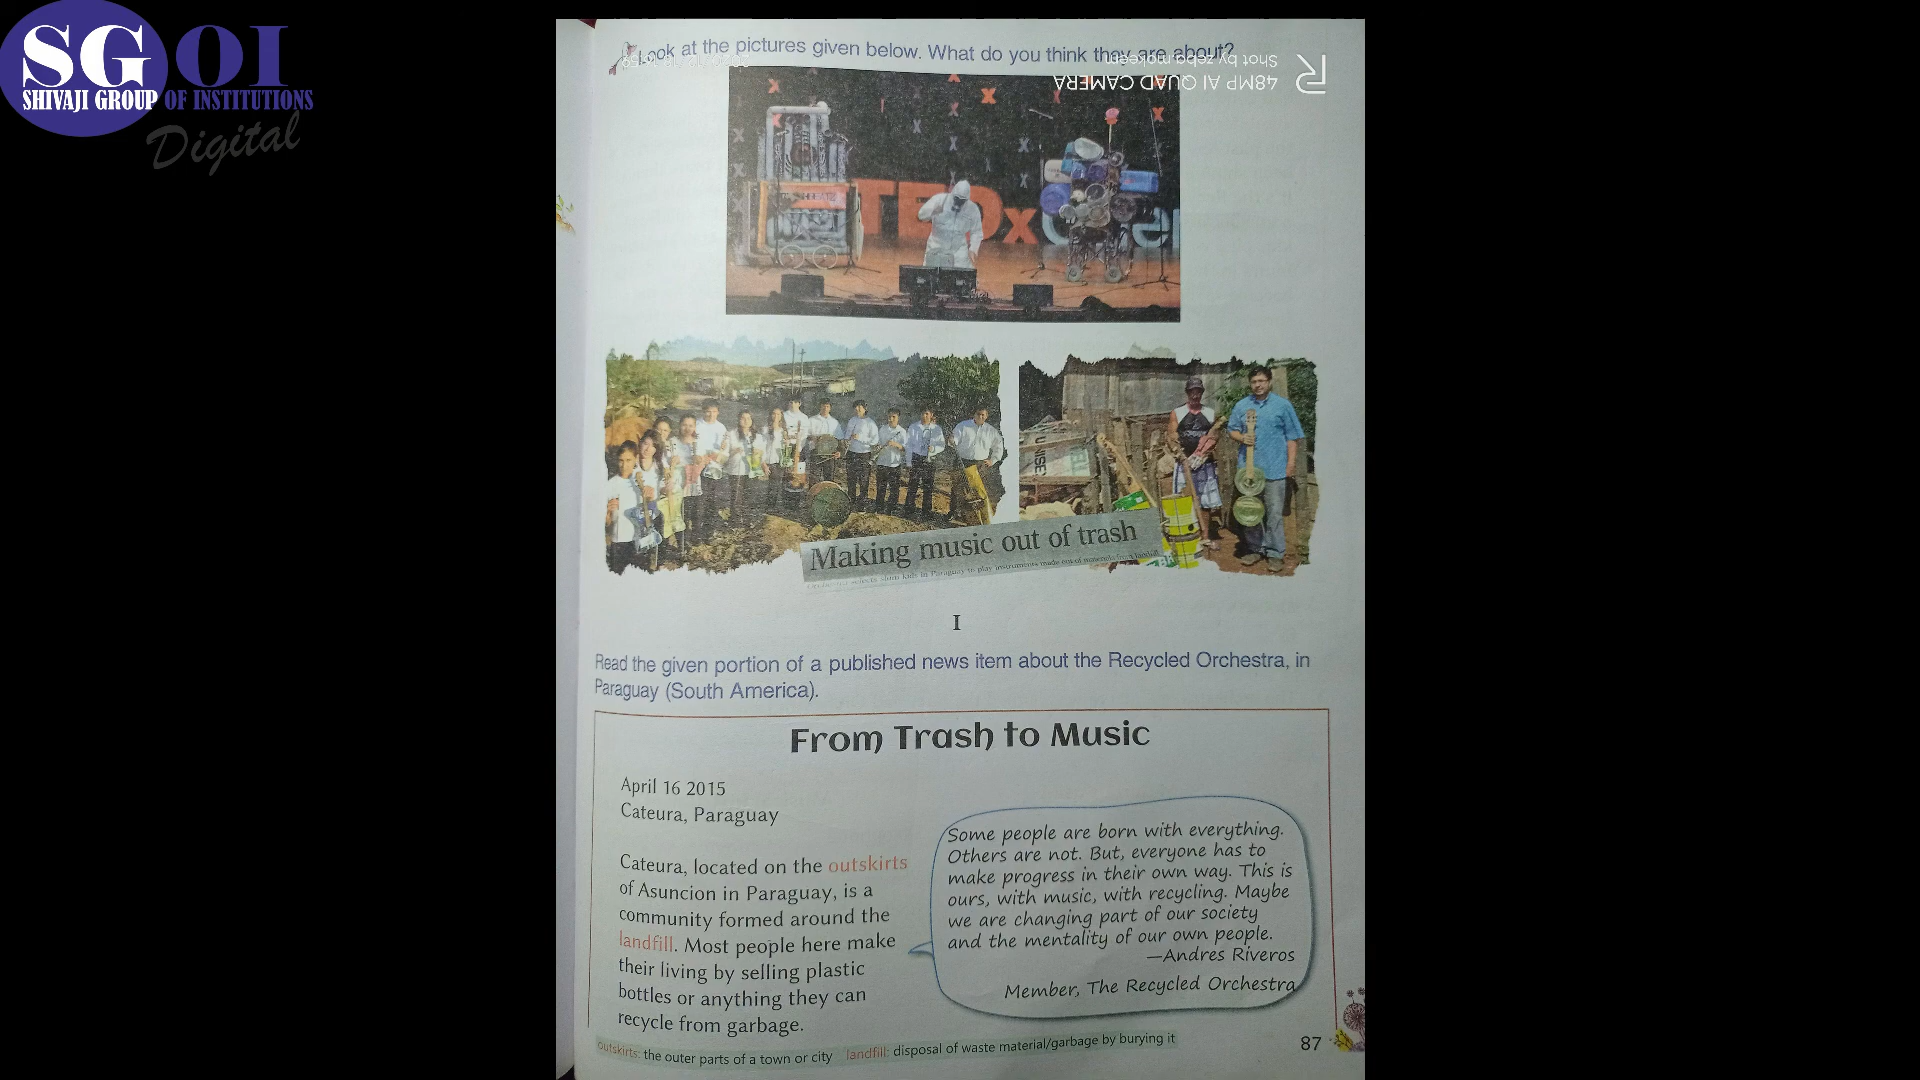 SGOI
SHIVAJI GROUP OF INSTITUTIONS
Digital
Look at the pictures given below. What do you think they are about?
Shot by zeba mokeem
48MP AI QUAD CAMERA
R
TEDx
Making music out of trash
I
Read the given portion of a published news item about the Recycled Orchestra, in
Paraguay (South America).
From Trash to Music
April 16 2015
Cateura, Paraguay
Cateura, located on the outskirts
of Asuncion in Paraguay, is a
community formed around the
landfill. Most people here make
their living by selling plastic
bottles or anything they can
recycle from garbage.
Some people are born with everything.
Others are not. But, everyone has to
make progress in their own way. This is
ours, with music, with recycling. Maybe
we are changing part of our society
and the mentality of our own people.
—Andres Riveros
Member, The Recycled Orchestra
outskirts: the outer parts of a town or city landfill: disposal of waste material/garbage by burying it
87